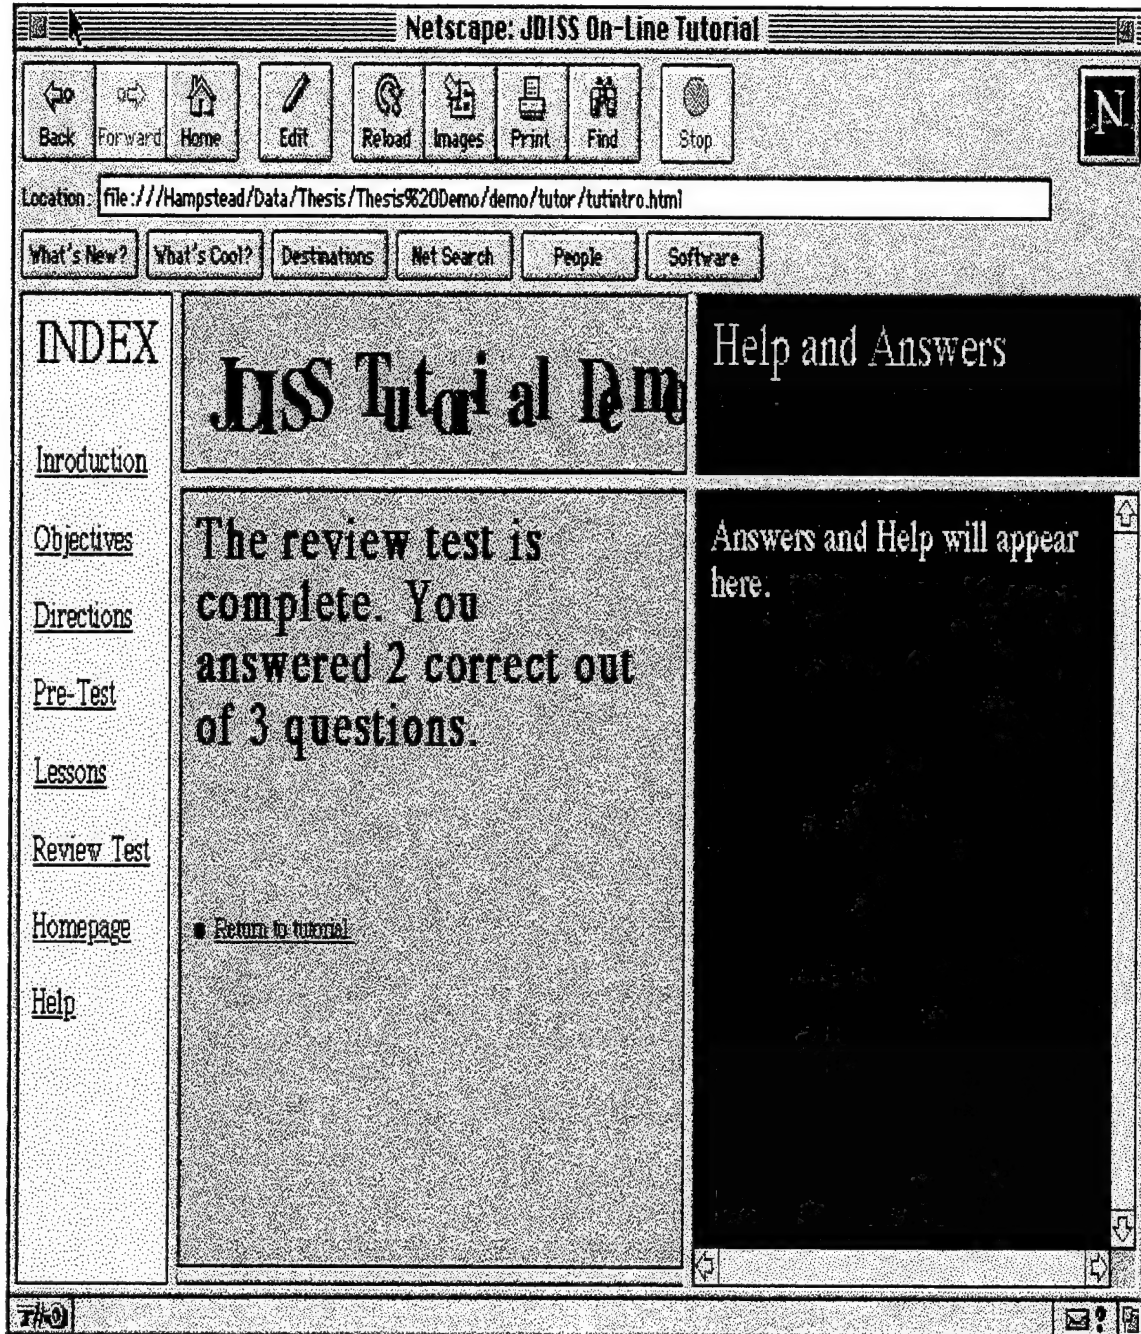 Netscape: JDISS On-Line Tutorial
Back Forward Home Edit Reload Images Print Find Stop
N
Location: file:///Hampstead/Data/Thesis/Thesis%20Demo/demo/tutor/tutintro.html
What's New? What's Cool? Destinations Net Search People Software
INDEX
Inroduction
Objectives
Directions
Pre-Test
Lessons
Review Test
Homepage
Help
JDISS Tutorial Demo
The review test is
complete. You
answered 2 correct out
of 3 questions.
Return to tutorial
Help and Answers
Answers and Help will appear
here.